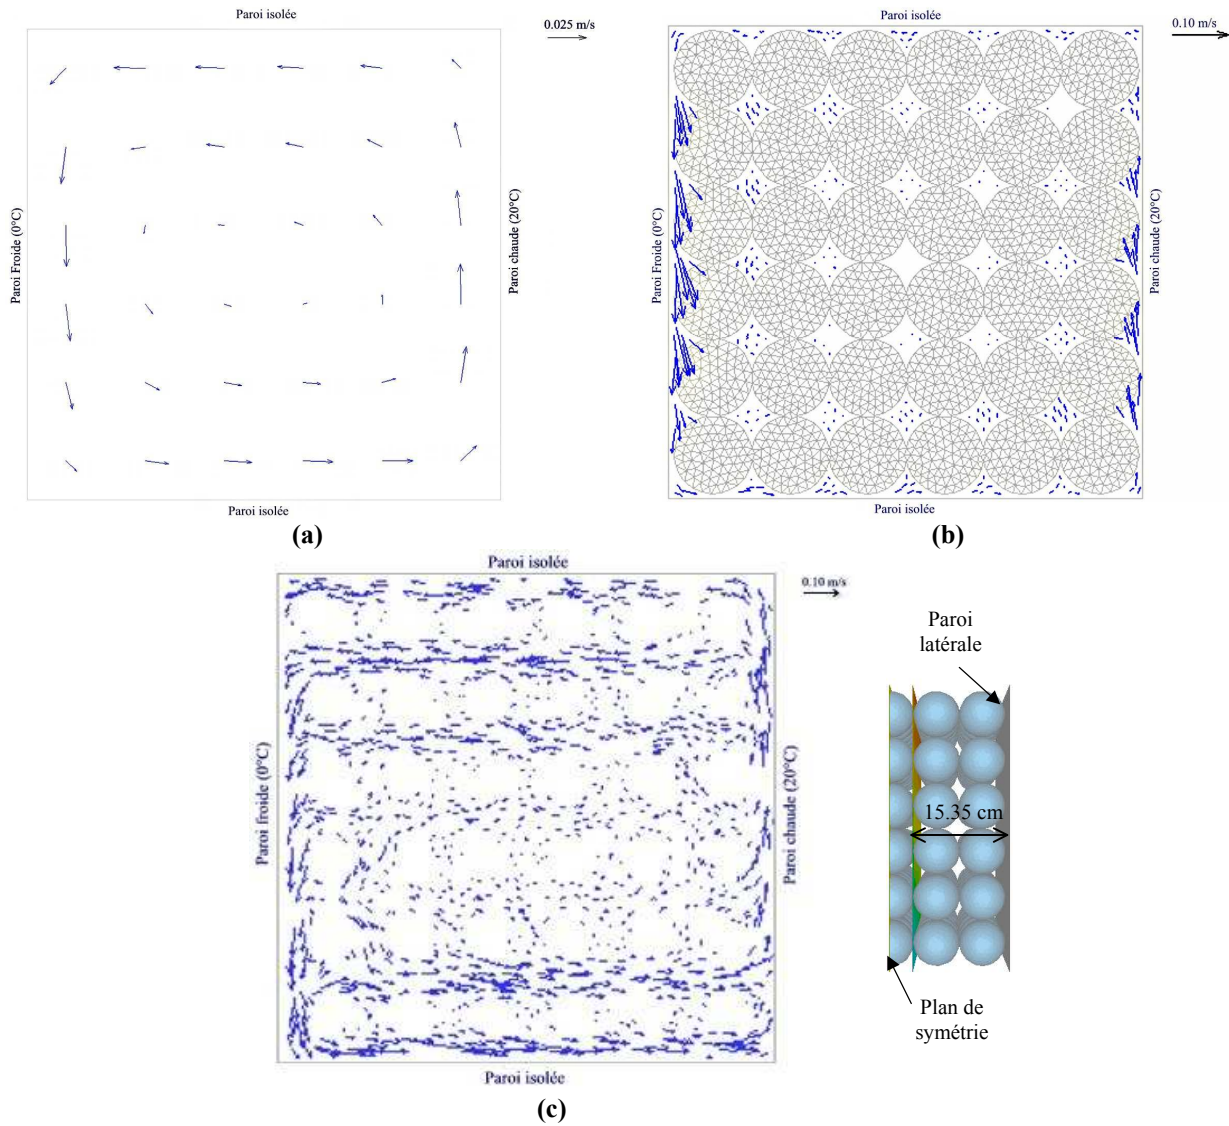 Paroi isolée
0.025 m/s
Paroi Froide (0°C)
Paroi chaude (20°C)
Paroi isolée
(a)
Paroi isolée
0.10 m/s
Paroi Froide (0°C)
Paroi chaude (20°C)
Paroi isolée
(b)
Paroi isolée
0.10 m/s
Paroi froide (0°C)
Paroi chaude (20°C)
Paroi isolée
(c)
Paroi
latérale
15.35 cm
Plan de
symétrie